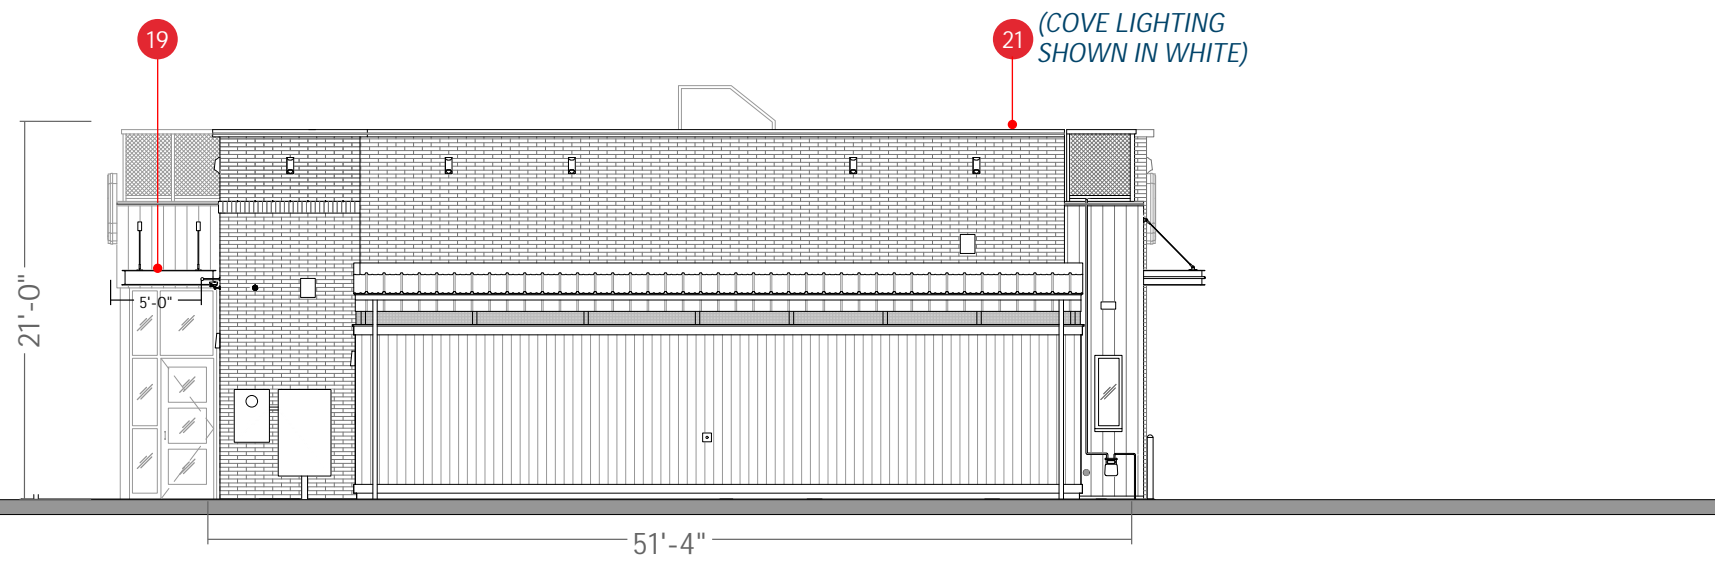 19
21
(COVE LIGHTING
SHOWN IN WHITE)
21'-0"
5'-0"
51'-4"